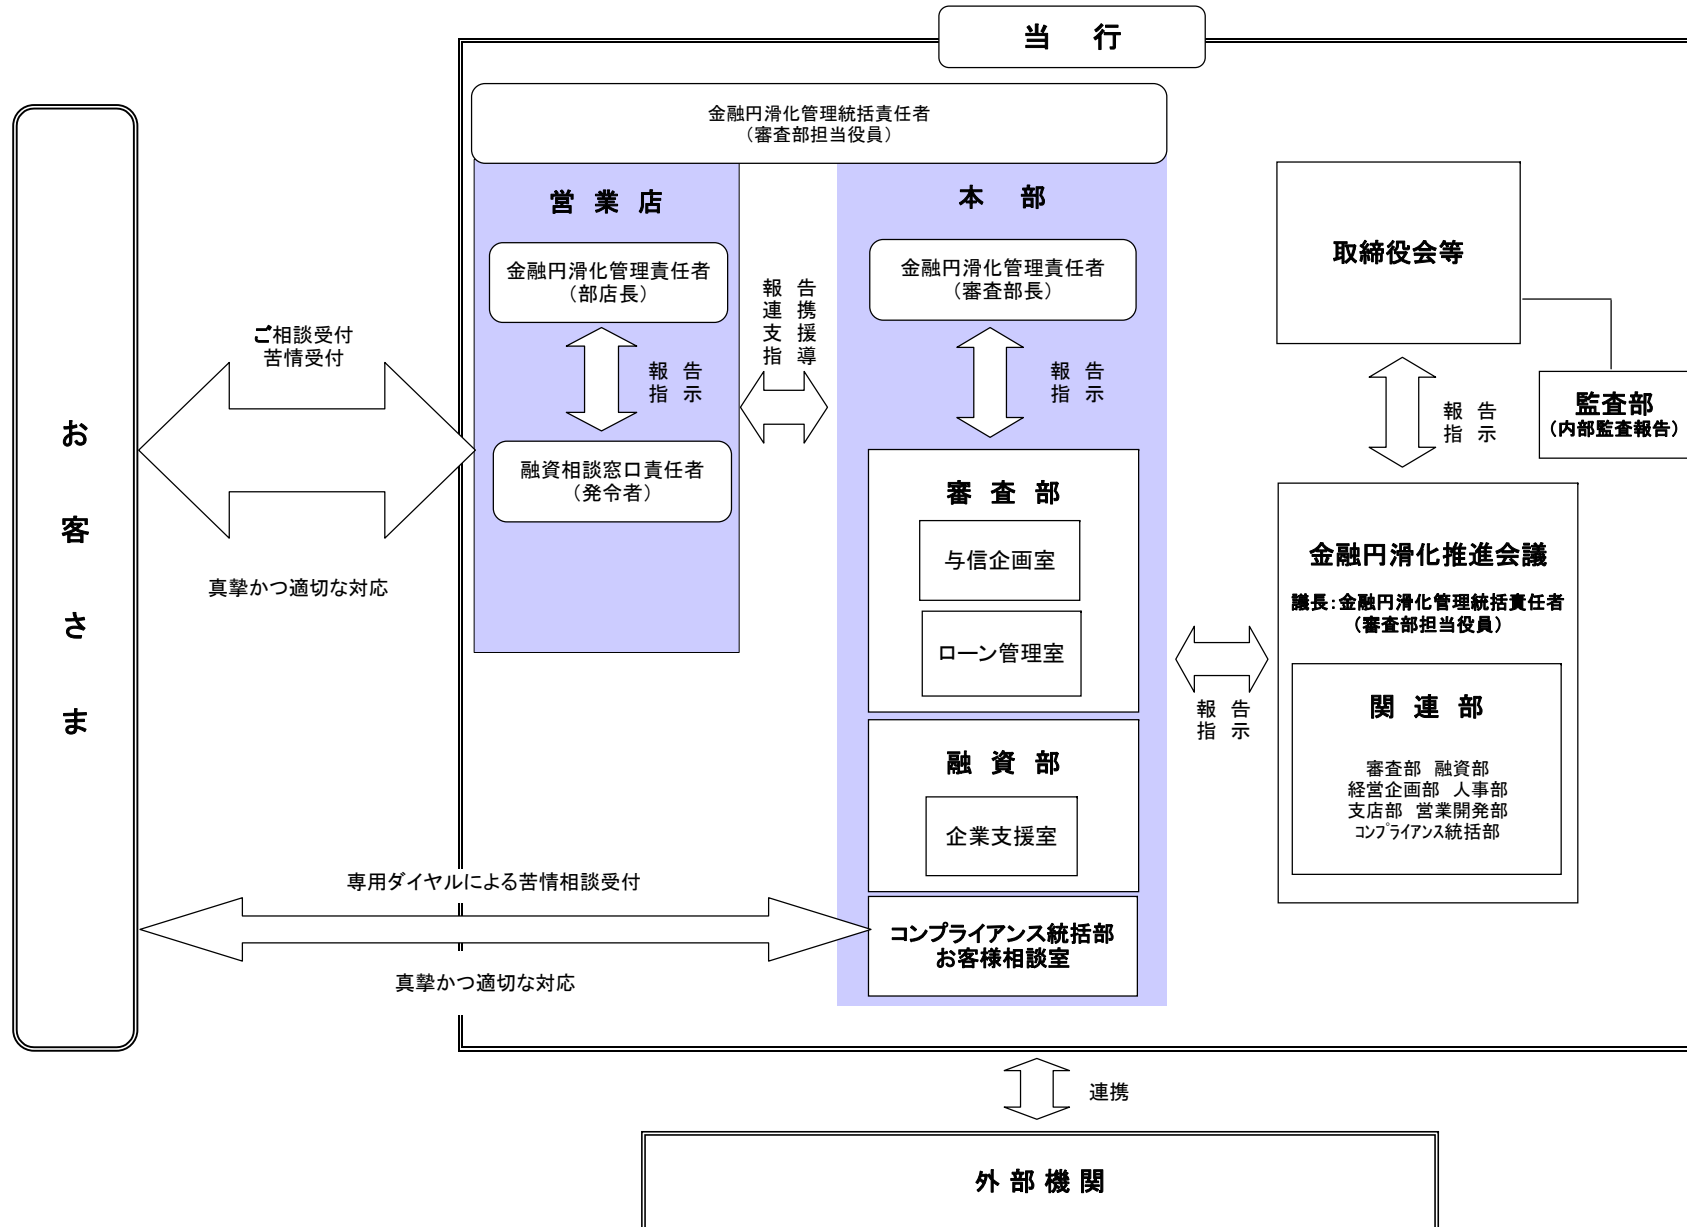 当 行
お客さま
ご相談受付
苦情受付
真摯かつ適切な対応
金融円滑化管理統括責任者
（審査部担当役員）
営 業 店
金融円滑化管理責任者
（部店長）
報 告
指 示
融資相談窓口責任者
（発令者）
報 告
連 携
支 援
指 導
本 部
金融円滑化管理責任者
（審査部長）
報 告
指 示
審 査 部
与信企画室
ローン管理室
融 資 部
企業支援室
コンプライアンス統括部
お客様相談室
専用ダイヤルによる苦情相談受付
真摯かつ適切な対応
報 告
指 示
取締役会等
監査部
（内部監査報告）
報 告
指 示
金融円滑化推進会議
議長：金融円滑化管理統括責任者
（審査部担当役員）
関 連 部
審査部 融資部
経営企画部 人事部
支店部 営業開発部
コンプライアンス統括部
連携
外 部 機 関